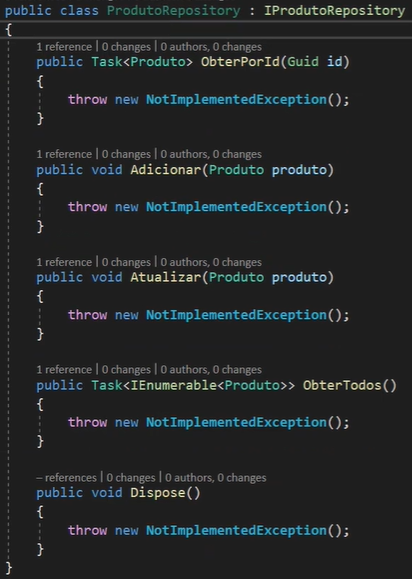 public class ProdutoRepository : IProdutoRepository
{
1 reference | 0 changes | 0 authors, 0 changes
public Task<Produto> ObterPorId(Guid id)
{
throw new NotImplementedException();
}
1 reference | 0 changes | 0 authors, 0 changes
public void Adicionar(Produto produto)
{
throw new NotImplementedException();
}
1 reference | 0 changes | 0 authors, 0 changes
public void Atualizar(Produto produto)
{
throw new NotImplementedException();
}
1 reference | 0 changes | 0 authors, 0 changes
public Task<IEnumerable<Produto>> ObterTodos()
{
throw new NotImplementedException();
}
– references | 0 changes | 0 authors, 0 changes
public void Dispose()
{
throw new NotImplementedException();
}
}